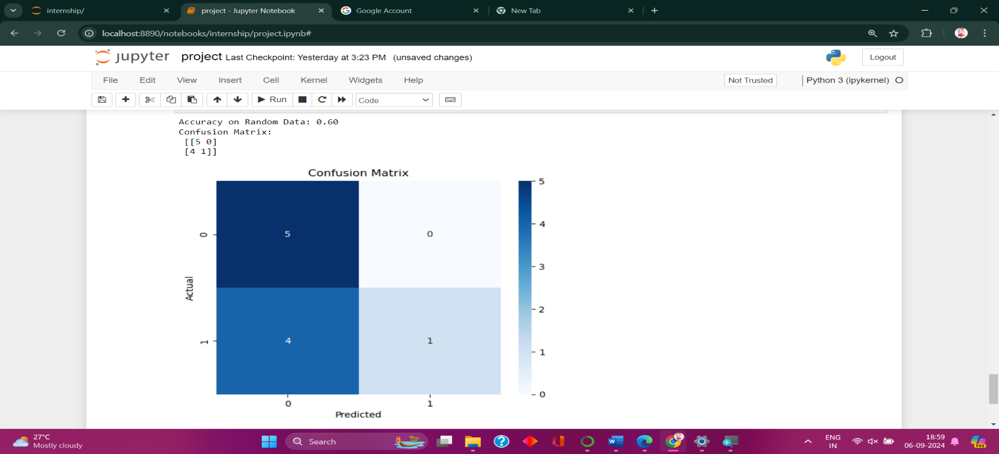 internship/
project - Jupyter Notebook
Google Account
New Tab
localhost:8890/notebooks/internship/project.ipynb#
jupyter project Last Checkpoint: Yesterday at 3:23 PM (unsaved changes)
Logout
File Edit View Insert Cell Kernel Widgets Help
Not Trusted
Python 3 (ipykernel)
Run
Code
Accuracy on Random Data: 0.60
Confusion Matrix:
[[5 0]
[4 1]]
Confusion Matrix
5
4
3
2
1
0
5 0
4 1
0
1
Actual
0 1
Predicted
27°C
Mostly cloudy
Search
W
ENG
IN
18:59
06-09-2024
PRE